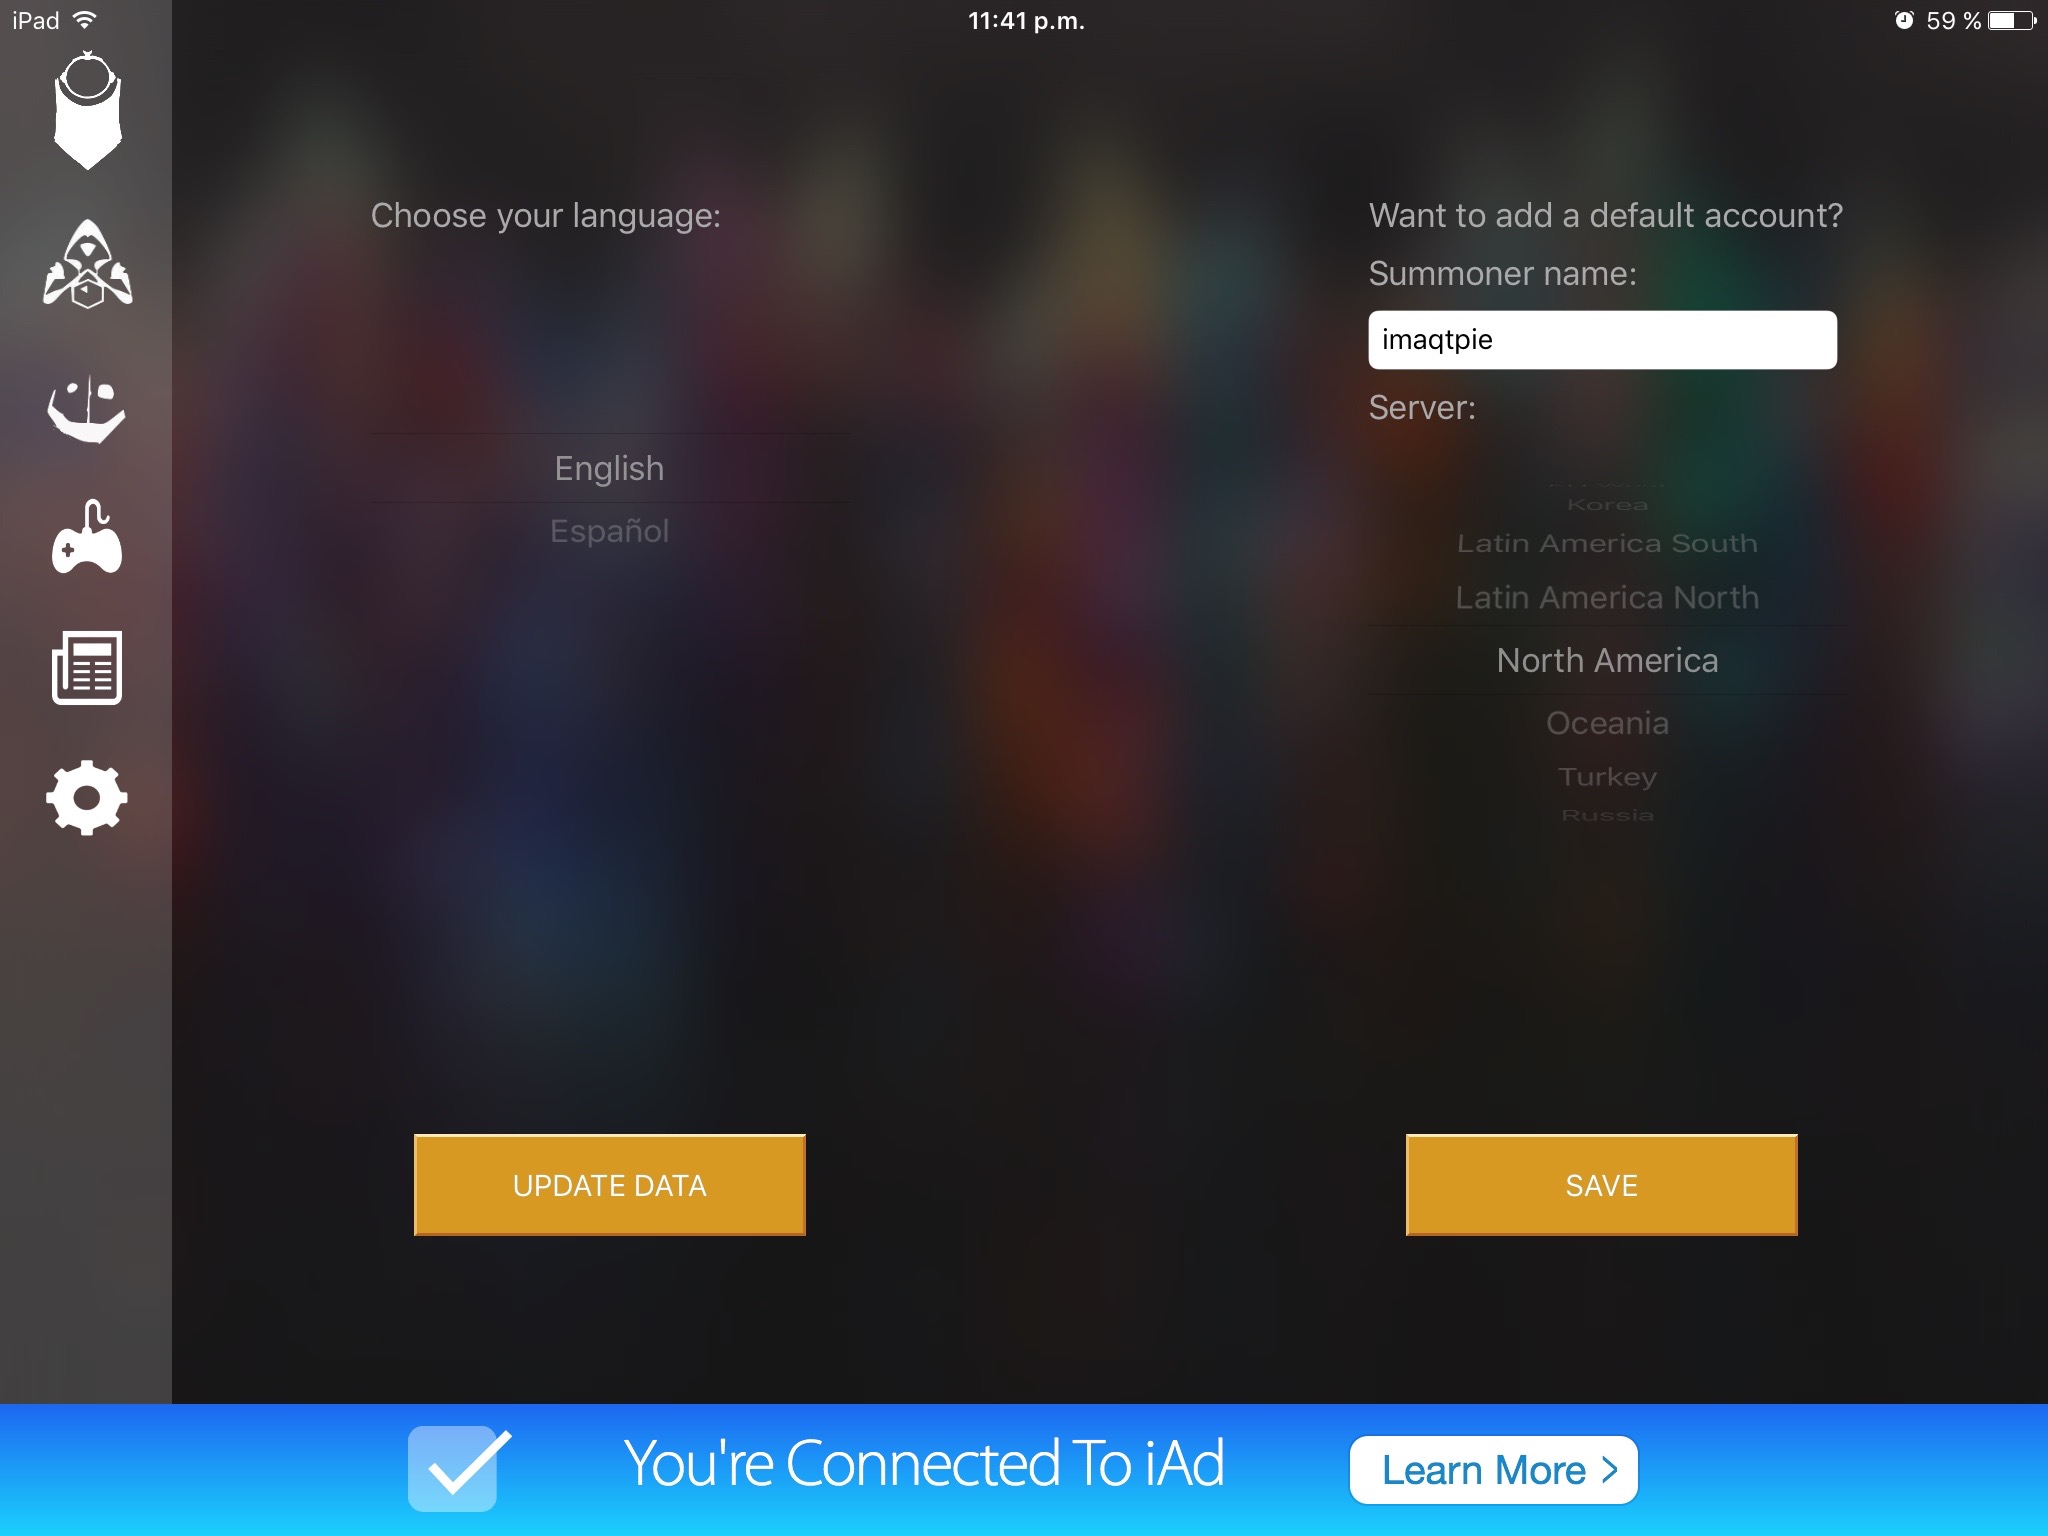 iPad
11:41 p.m.
59 %
Choose your language:
English
Español
UPDATE DATA
Want to add a default account?
Summoner name:
imaqtpie
Server:
Korea
Latin America South
Latin America North
North America
Oceania
Turkey
Russia
SAVE
You're Connected To iAd
Learn More >